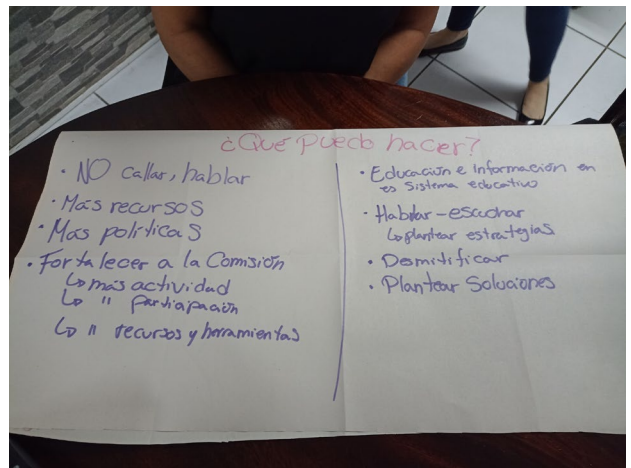 ¿Qué puedo hacer?
• NO callar, hablar
• Más recursos
• Más políticas
• Fortalecer a la Comisión
↳ más actividad
↳ " participación
↳ " recursos y herramientas
• Educación e Información en
el Sistema educativo
• Hablar - escuchar
↳ plantear estrategias
• Desmitificar
• Plantear Soluciones